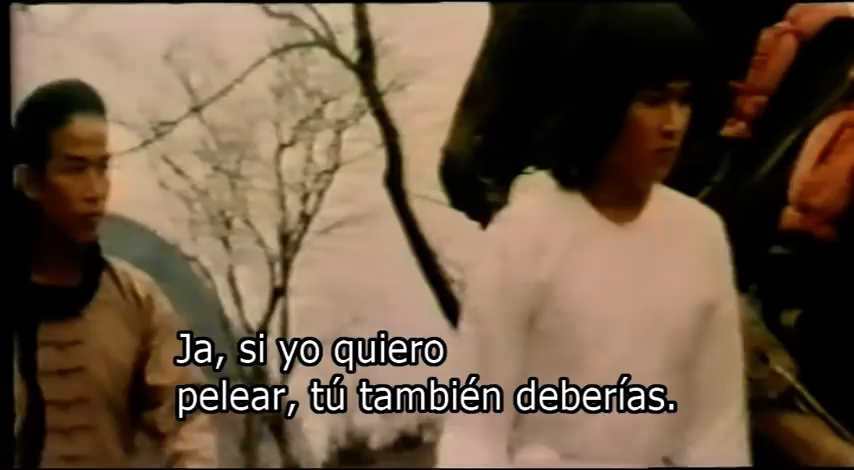 Ja, si yo quiero
pelear, tú también deberías.